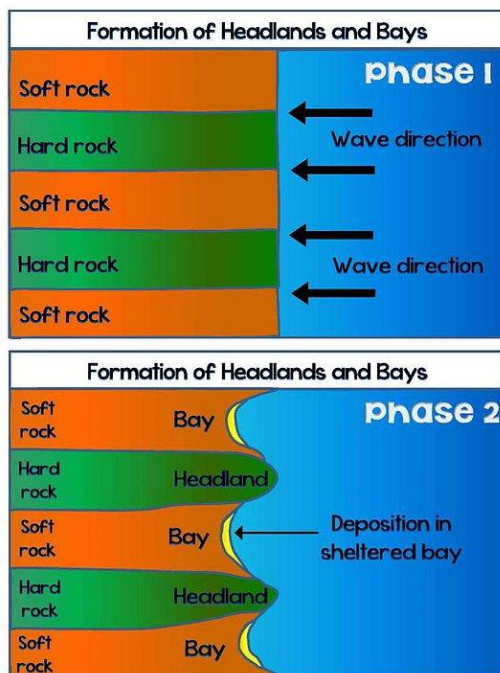 Formation of Headlands and Bays
Phase 1
Soft rock
Hard rock
Wave direction
Soft rock
Hard rock
Wave direction
Soft rock
Formation of Headlands and Bays
Phase 2
Soft
rock
Bay
Hard
rock
Headland
Soft
rock
Bay
Deposition in
sheltered bay
Hard
rock
Headland
Soft
rock
Bay